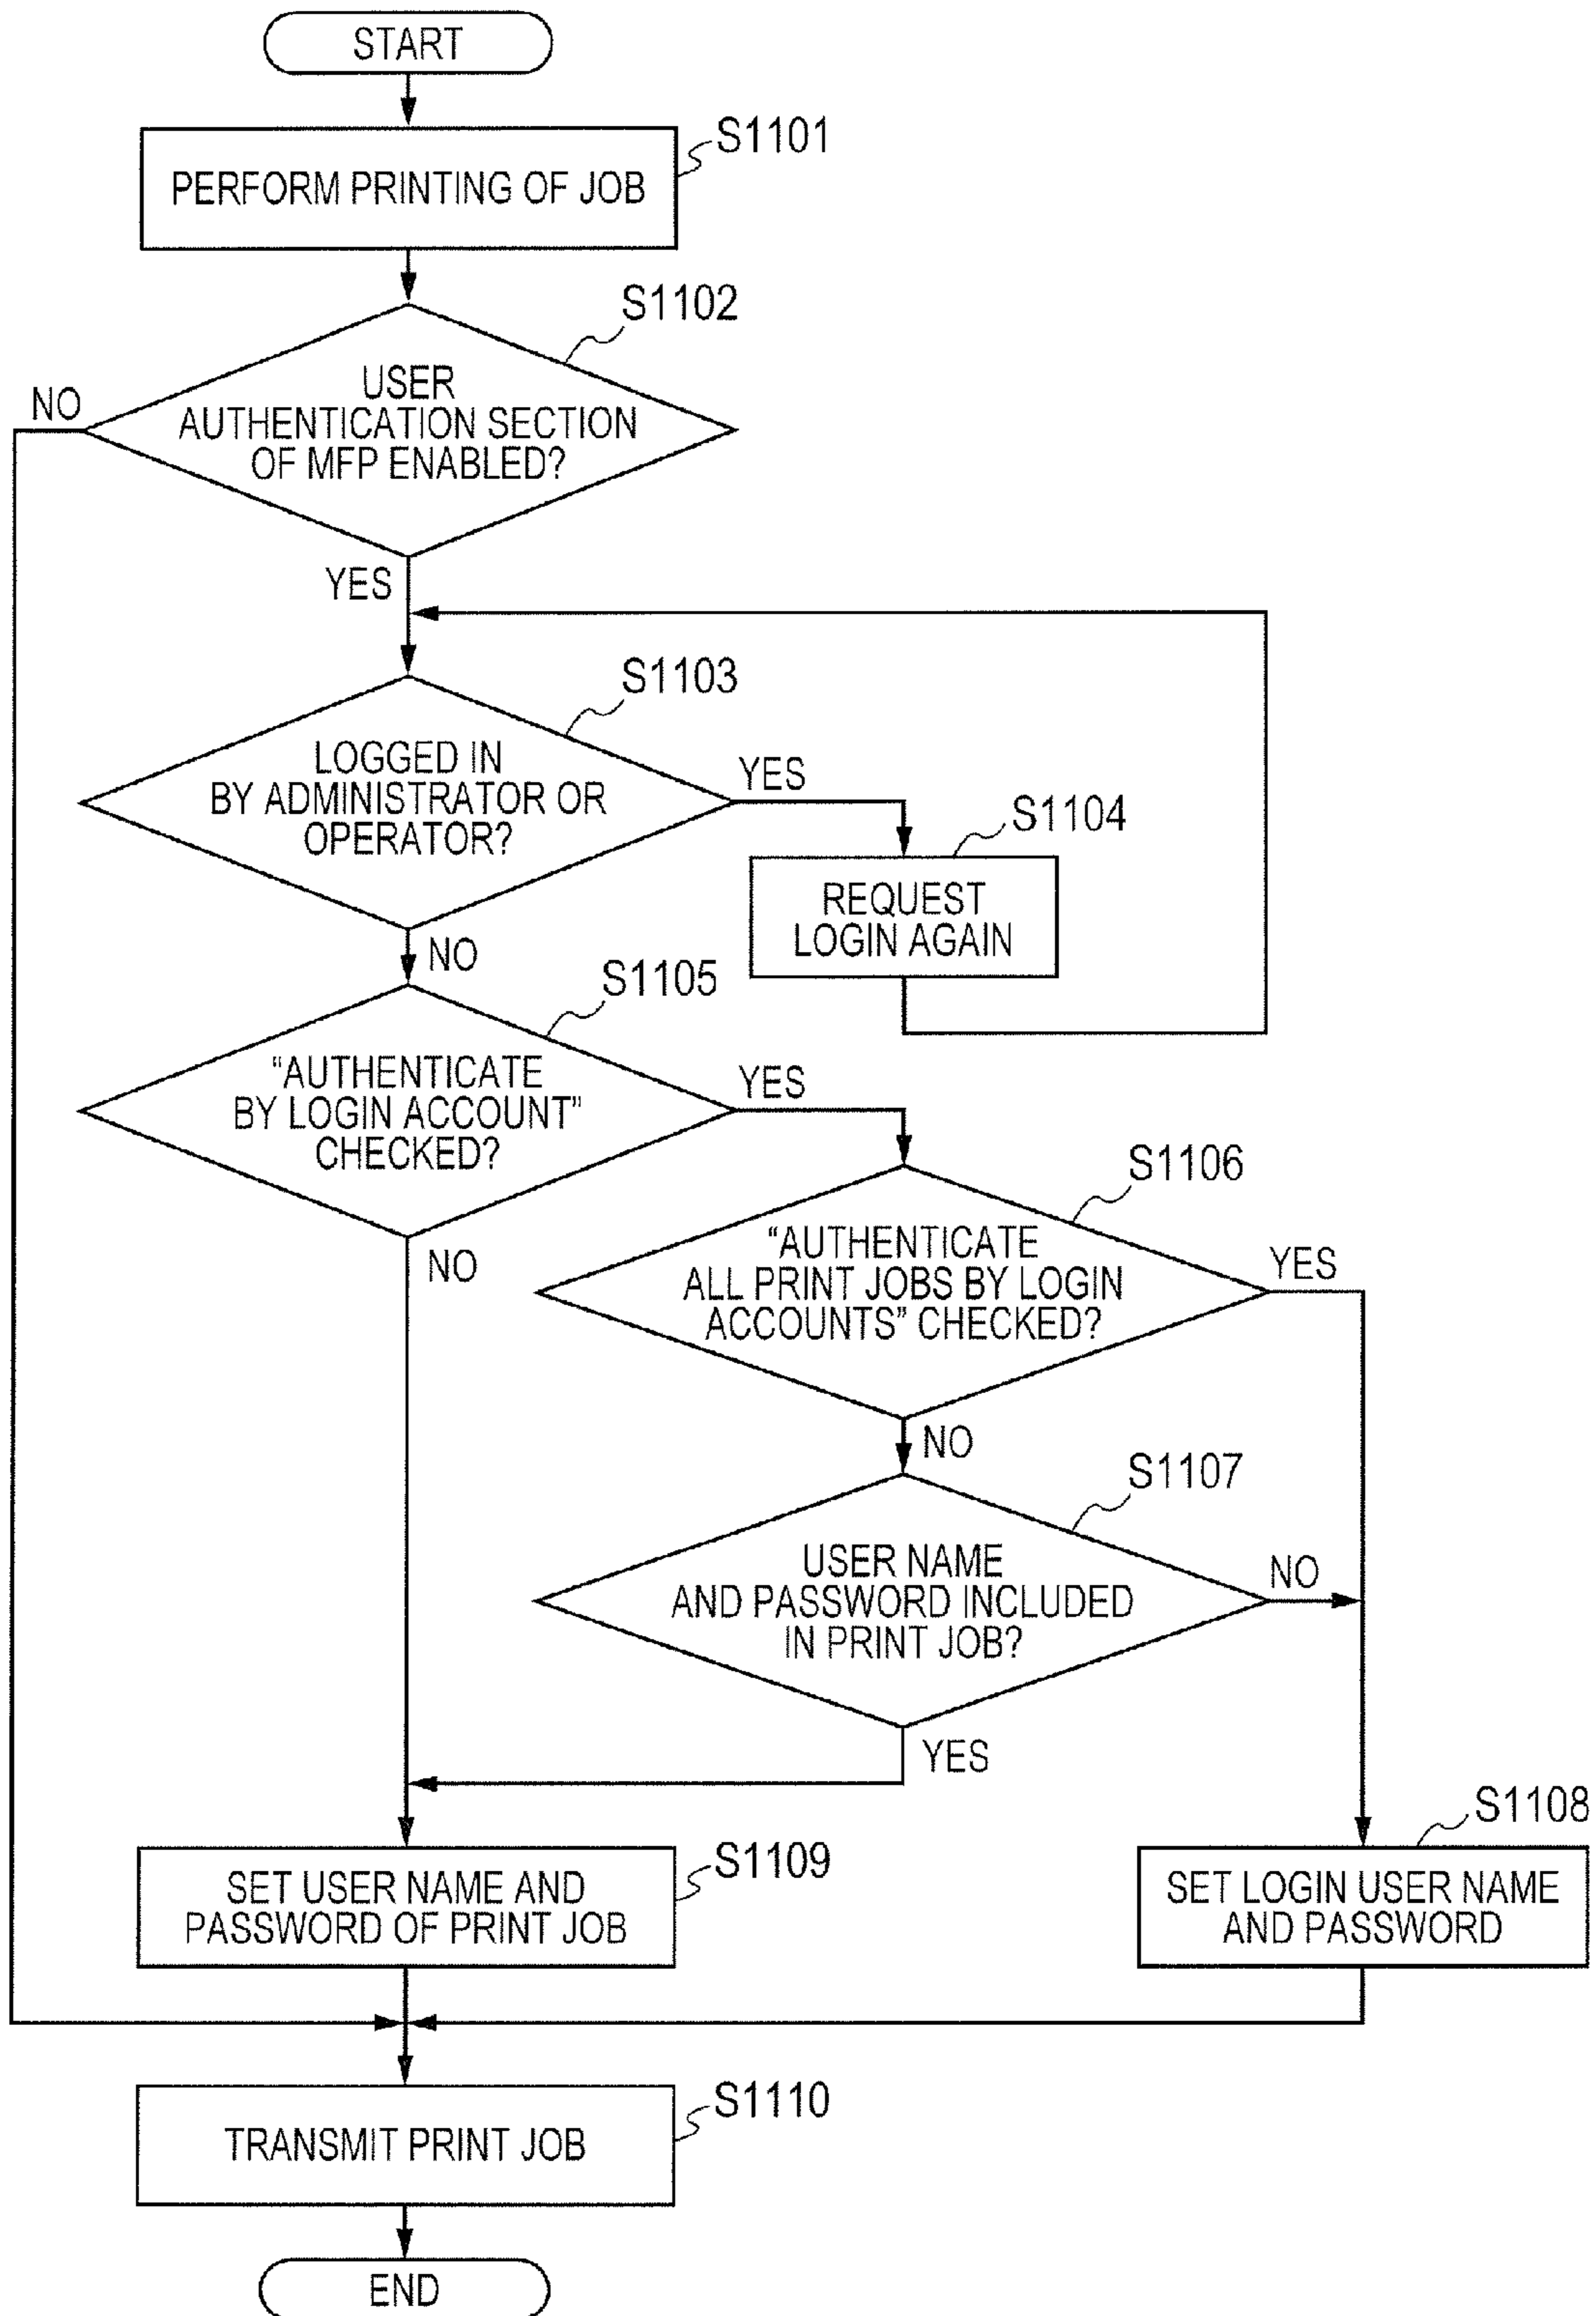 START
S1101
PERFORM PRINTING OF JOB
S1102
USER
AUTHENTICATION SECTION
OF MFP ENABLED?
NO
YES
S1103
LOGGED IN
BY ADMINISTRATOR OR
OPERATOR?
YES
S1104
REQUEST
LOGIN AGAIN
NO
S1105
“AUTHENTICATE
BY LOGIN ACCOUNT”
CHECKED?
YES
S1106
“AUTHENTICATE
ALL PRINT JOBS BY LOGIN
ACCOUNTS” CHECKED?
YES
NO
NO
S1107
USER NAME
AND PASSWORD INCLUDED
IN PRINT JOB?
NO
YES
S1108
SET LOGIN USER NAME
AND PASSWORD
S1109
SET USER NAME AND
PASSWORD OF PRINT JOB
S1110
TRANSMIT PRINT JOB
END